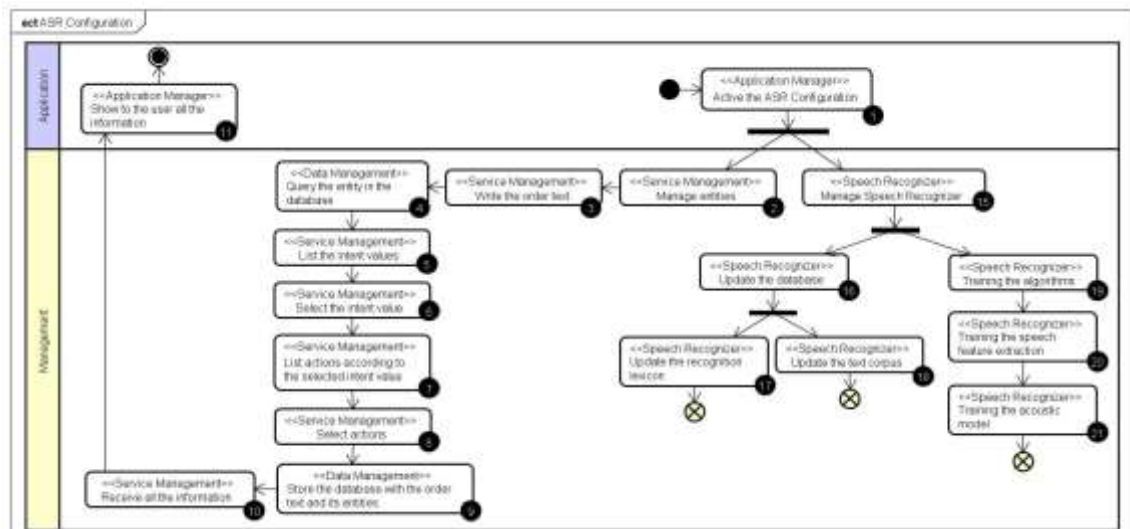 act ASR_Configuration
Application
<<Application Manager>>
Show to the user all the
information
11
<<Application Manager>>
Active the ASR Configuration
1
Management
<<Data Management>>
Query the entity in the
database
4
<<Service Management>>
Write the order text
3
<<Service Management>>
Manage entities
2
<<Speech Recognizer>>
Manage Speech Recognizer
15
<<Service Management>>
List the intent values
5
<<Speech Recognizer>>
Update the database
16
<<Speech Recognizer>>
Training the algorithms
19
<<Service Management>>
Select the intent value
6
<<Speech Recognizer>>
Training the speech
feature extraction
20
<<Service Management>>
List actions according to
the selected intent value
7
<<Speech Recognizer>>
Update the recognition
lexicon
17
<<Speech Recognizer>>
Update the text corpus
18
<<Speech Recognizer>>
Training the acoustic
model
21
<<Service Management>>
Select actions
8
<<Service Management>>
Receive all the information
10
<<Data Management>>
Store the database with the order
text and its entities
9